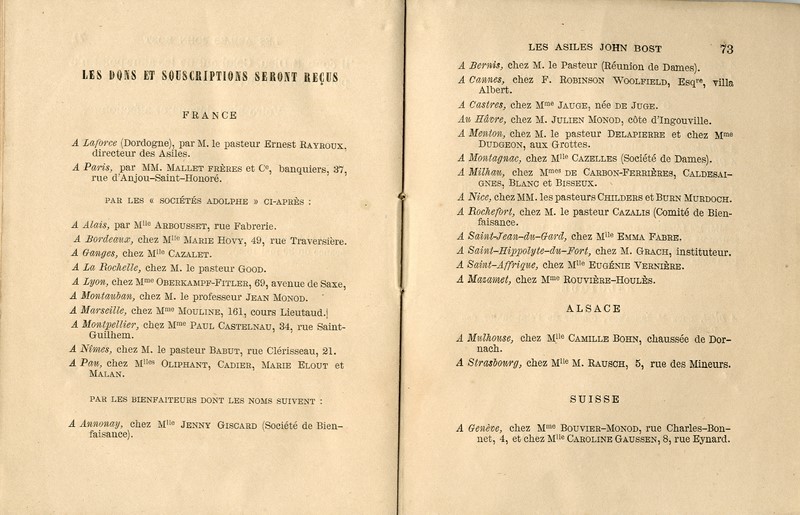 LES DONS ET SOUSCRIPTIONS SERONT REÇUS
FRANCE
A Laforce (Dordogne), par M. le pasteur Ernest RAYROUX,
directeur des Asiles.
A Paris, par MM. MALLET FRÈRES et Ce, banquiers, 37,
rue d'Anjou-Saint-Honoré.
PAR LES « SOCIÉTÉS ADOLPHE » CI-APRÈS :
A Alais, par Mlle ARBOUSSET, rue Fabrerie.
A Bordeaux, chez Mlle MARIE HOVY, 49, rue Traversière.
A Ganges, chez Mlle CAZALET.
A La Rochelle, chez M. le pasteur GOOD.
A Lyon, chez Mme OBERKAMPF-FITLER, 69, avenue de Saxe,
A Montauban, chez M. le professeur JEAN MONOD.
A Marseille, chez Mme MOULINE, 161, cours Lieutaud.
A Montpellier, chez Mme PAUL CASTELNAU, 34, rue Saint-
Guilhem.
A Nîmes, chez M. le pasteur BABUT, rue Clérisseau, 21.
A Pau, chez Mlles OLIPHANT, CADIER, MARIE ELOUT et
MALAN.
PAR LES BIENFAITEURS DONT LES NOMS SUIVENT :
A Annonay, chez Mlle JENNY GISCARD (Société de Bien-
faisance).
LES ASILES JOHN BOST 73
A Bernis, chez M. le Pasteur (Réunion de Dames).
A Cannes, chez F. ROBINSON WOOLFIELD, Esqre, villa
Albert.
A Castres, chez Mme JAUGE, née DE JUGE.
Au Hâvre, chez M. JULIEN MONOD, côte d'Ingouville.
A Menton, chez M. le pasteur DELAPIERRE et chez Mme
DUDGEON, aux Grottes.
A Montagnac, chez Mlle CAZELLES (Société de Dames).
A Milhau, chez Mmes DE CARBON-FERRIÈRES, CALDESAI-
GNES, BLANC et BISSEUX.
A Nice, chez MM. les pasteurs CHILDERS et BURN MURDOCH.
A Rochefort, chez M. le pasteur CAZALIS (Comité de Bien-
faisance.
A Saint-Jean-du-Gard, chez Mlle EMMA FABRE.
A Saint-Hippolyte-du-Fort, chez M. GRACH, instituteur.
A Saint-Affrique, chez Mlle EUGÉNIE VERNIÈRE.
A Mazamet, chez Mme ROUVIÈRE-HOULÈS.
ALSACE
A Mulhouse, chez Mlle CAMILLE BOHN, chaussée de Dor-
nach.
A Strasbourg, chez Mlle M. RAUSCH, 5, rue des Mineurs.
SUISSE
A Genève, chez Mme BOUVIER-MONOD, rue Charles-Bon-
net, 4, et chez Mlle CAROLINE GAUSSEN, 8, rue Eynard.